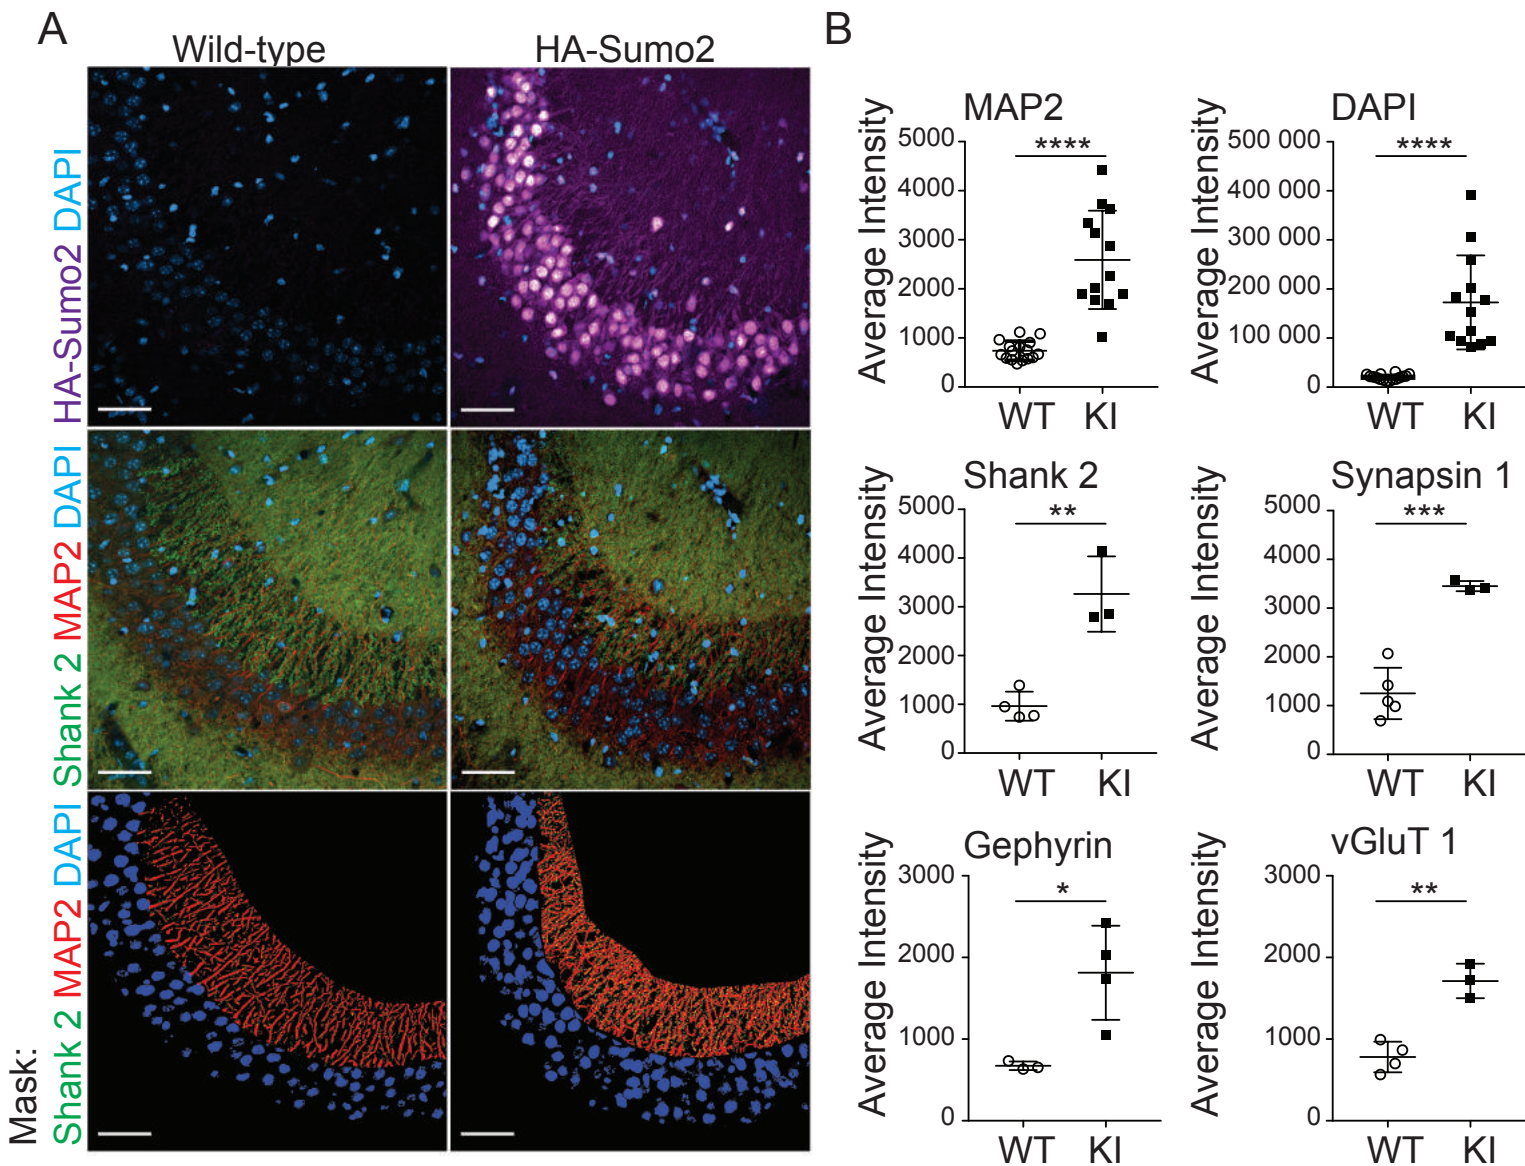 A
Wild-type
HA-Sumo2
HA-Sumo2 DAPI
Shank 2 MAP2 DAPI
Mask:
Shank 2 MAP2 DAPI
B
MAP2
Average Intensity
5000
4000
3000
2000
1000
0
****
WT
KI
DAPI
Average Intensity
500 000
400 000
300 000
200 000
100 000
0
****
WT
KI
Shank 2
Average Intensity
5000
4000
3000
2000
1000
0
**
WT
KI
Synapsin 1
Average Intensity
5000
4000
3000
2000
1000
0
***
WT
KI
Gephyrin
Average Intensity
3000
2000
1000
0
*
WT
KI
vGluT 1
Average Intensity
3000
2000
1000
0
**
WT
KI